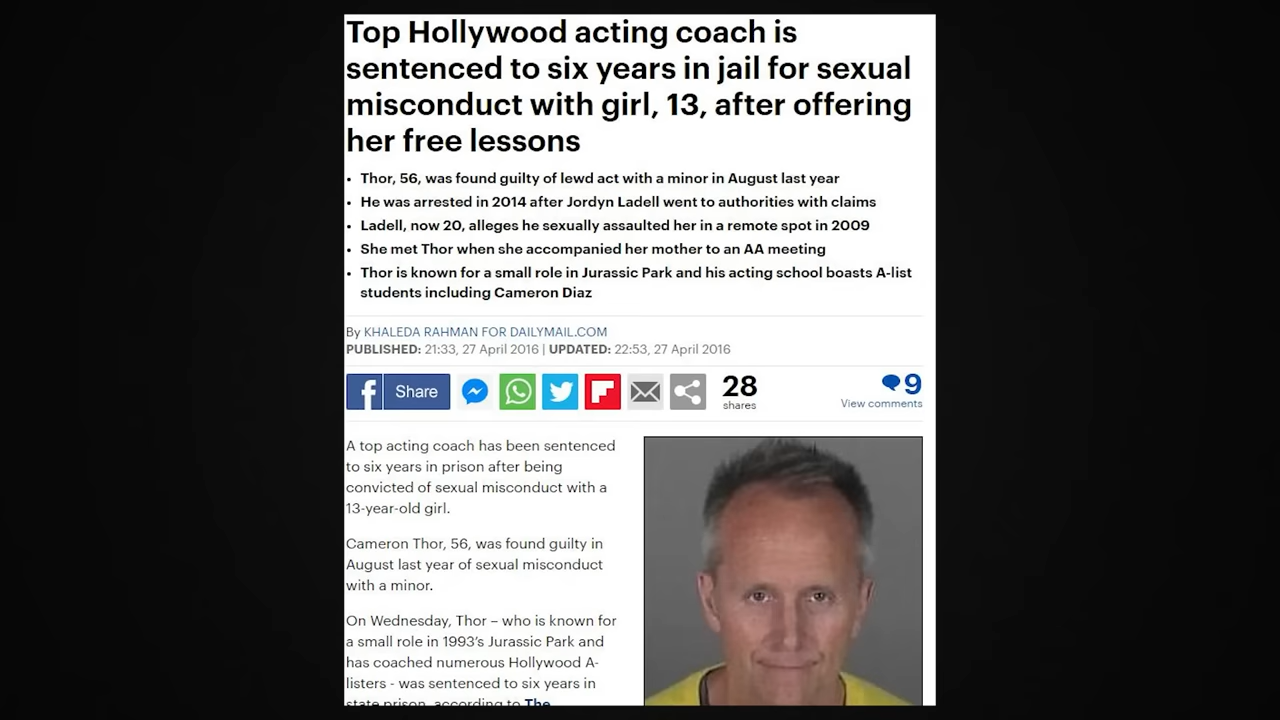 Top Hollywood acting coach is
sentenced to six years in jail for sexual
misconduct with girl, 13, after offering
her free lessons
• Thor, 56, was found guilty of lewd act with a minor in August last year
• He was arrested in 2014 after Jordyn Ladell went to authorities with claims
• Ladell, now 20, alleges he sexually assaulted her in a remote spot in 2009
• She met Thor when she accompanied her mother to an AA meeting
• Thor is known for a small role in Jurassic Park and his acting school boasts A-list
students including Cameron Diaz
By KHALEDA RAHMAN FOR DAILYMAIL.COM
PUBLISHED: 21:33, 27 April 2016 | UPDATED: 22:53, 27 April 2016
f Share
28
shares
9
View comments
A top acting coach has been sentenced
to six years in prison after being
convicted of sexual misconduct with a
13-year-old girl.
Cameron Thor, 56, was found guilty in
August last year of sexual misconduct
with a minor.
On Wednesday, Thor – who is known for
a small role in 1993's Jurassic Park and
has coached numerous Hollywood A-
listers - was sentenced to six years in
state prison, according to The